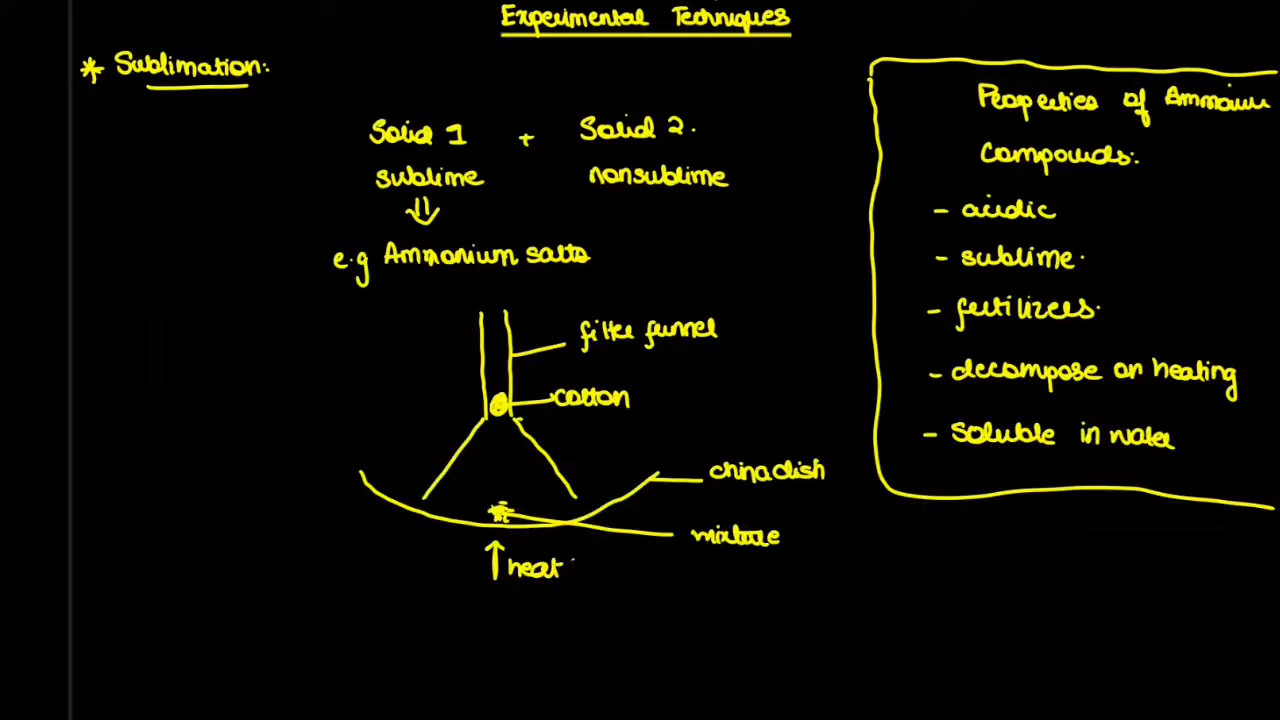 Experimental Techniques
* Sublimation:
Solid 1 + Solid 2.
sublime nonsublime
e.g Ammonium salts
filter funnel
cotton
china dish
mixture
heat
Properties of Ammonium
Compounds:
- acidic
- sublime.
- fertilizers.
- decompose on heating
- Soluble in water